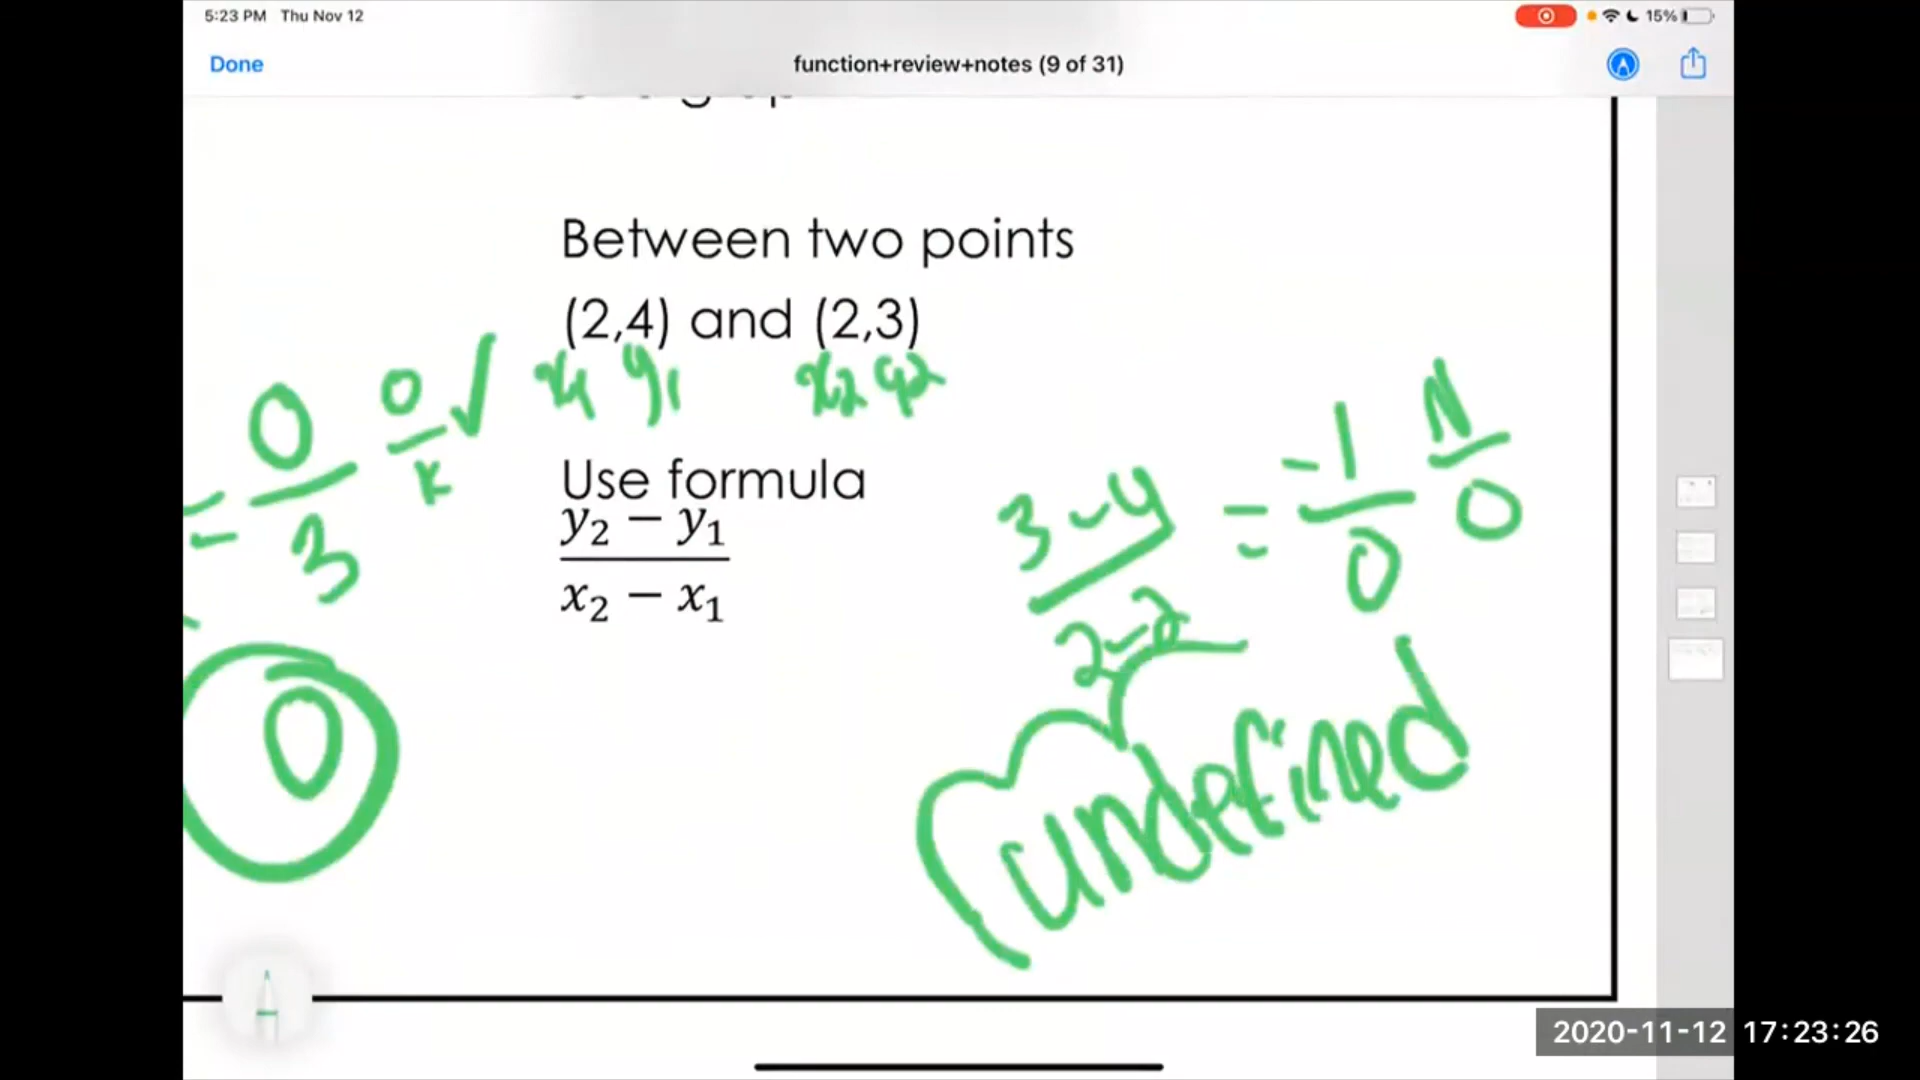 5:23 PM Thu Nov 12
15%
Done
function+review+notes (9 of 31)
Between two points
(2,4) and (2,3)
x1 y1 x2 y2
= 0/3
0/k √
0
Use formula
y₂ − y₁
x₂ − x₁
3-4
2-2
= -1/0
N/0
undefined
2020-11-12 17:23:26